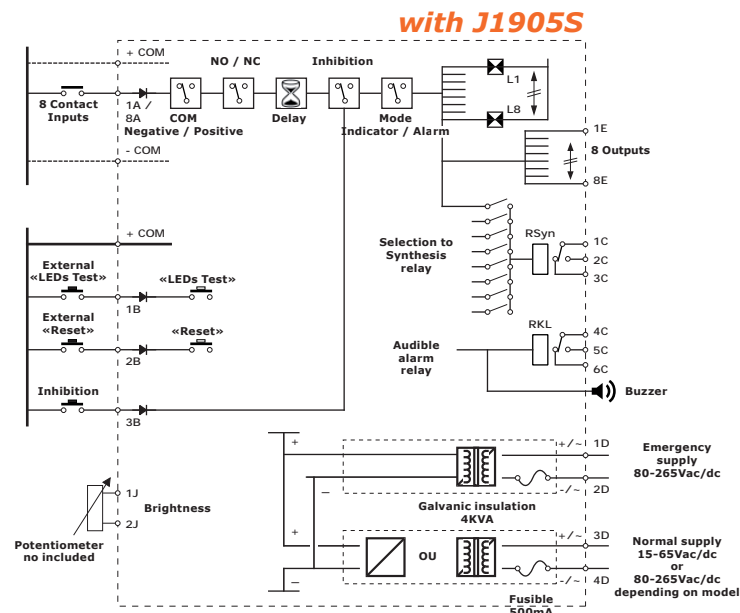 with J1905S
+ COM
NO / NC
Inhibition
8 Contact
Inputs
1A /
8A
COM
Negative / Positive
Delay
Mode
Indicator / Alarm
L1
L8
- COM
1E
8 Outputs
8E
+ COM
External
«LEDs Test»
«LEDs Test»
1B
External
«Reset»
«Reset»
2B
Inhibition
3B
Selection to
Synthesis
relay
RSyn
1C
2C
3C
Audible
alarm
relay
RKL
4C
5C
6C
Buzzer
+
–
+/~
1D
-/~
2D
Emergency
supply
80-265Vac/dc
Galvanic insulation
4KVA
1J
2J
Brightness
Potentiometer
no included
+
–
OU
+/~
3D
-/~
4D
Normal supply
15-65Vac/dc
or
80-265Vac/dc
depending on model
Fusible
500mA